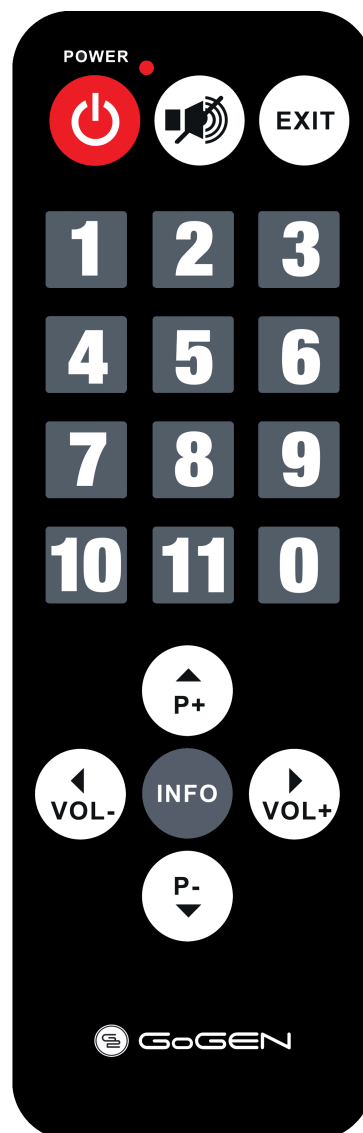 POWER
EXIT
1 2 3
4 5 6
7 8 9
10 11 0
P+
VOL- INFO VOL+
P-
GoGEN